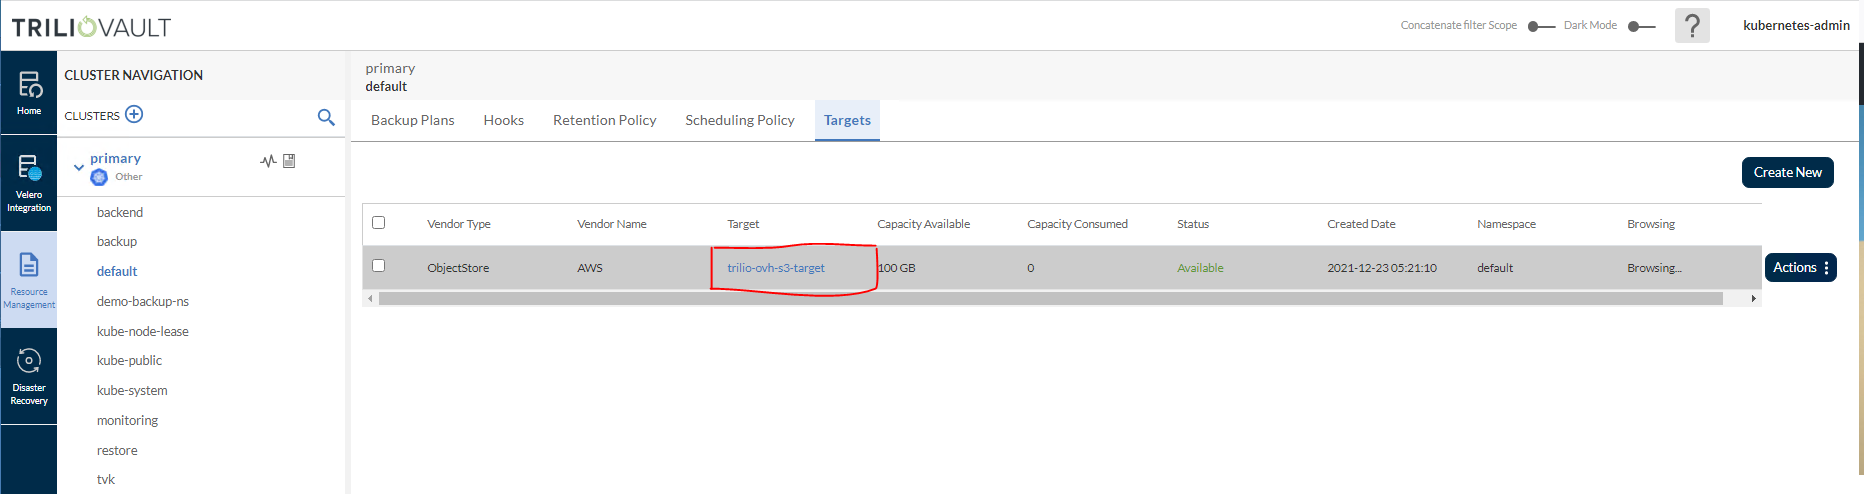 TRILIOVAULT
Concatenate filter Scope
Dark Mode
?
kubernetes-admin
Home
Velero
Integration
Resource
Management
Disaster
Recovery
CLUSTER NAVIGATION
CLUSTERS
primary
Other
backend
backup
default
demo-backup-ns
kube-node-lease
kube-public
kube-system
monitoring
restore
tvk
primary
default
Backup Plans Hooks Retention Policy Scheduling Policy Targets
Create New
Vendor Type Vendor Name Target Capacity Available Capacity Consumed Status Created Date Namespace Browsing
ObjectStore AWS trilio-ovh-s3-target 100 GB 0 Available 2021-12-23 05:21:10 default Browsing... Actions